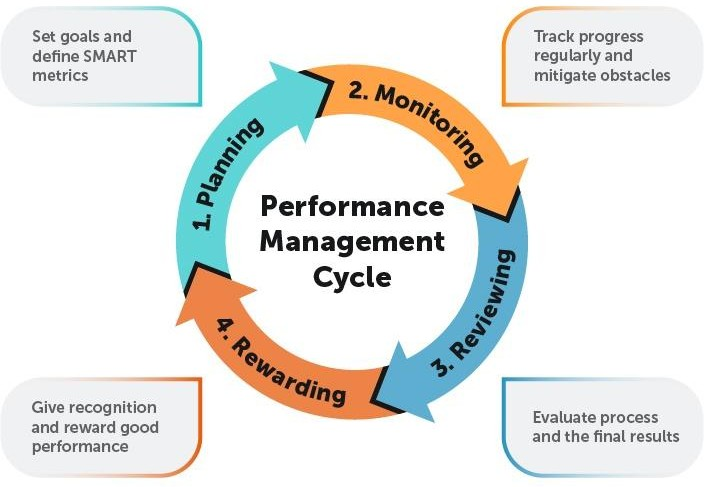 Set goals and
define SMART
metrics
Track progress
regularly and
mitigate obstacles
1. Planning
2. Monitoring
Performance
Management
Cycle
3. Reviewing
4. Rewarding
Give recognition
and reward good
performance
Evaluate process
and the final results